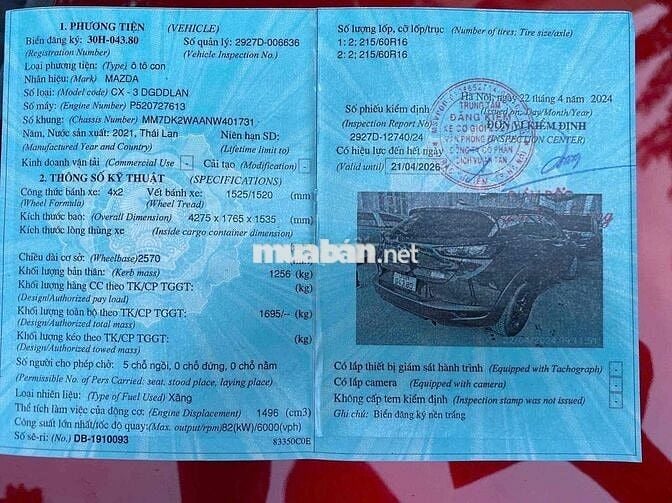 1. PHƯƠNG TIỆN (VEHICLE)
Biển đăng ký: 30H-043.80 Số quản lý: 2927D-006636
(Registration Number) (Vehicle Inspection No.)
Loại phương tiện: (Type) ô tô con
Nhãn hiệu: (Mark) MAZDA
Số loại: (Model code) CX - 3 DGDDLAN
Số máy: (Engine Number) P520727613
Số khung: (Chassis Number) MM7DK2WAANW401731
Năm, Nước sản xuất: 2021, Thái Lan Niên hạn SD:
(Manufactured Year and Country) (Lifetime limit to)
Kinh doanh vận tải (Commercial Use) - Cải tạo (Modification) -
2. THÔNG SỐ KỸ THUẬT (SPECIFICATIONS)
Công thức bánh xe: 4x2 Vết bánh xe: 1525/1520 (mm)
(Wheel Formula) (Wheel Tread)
Kích thước bao: (Overall Dimension) 4275 x 1765 x 1535 (mm)
Kích thước lòng thùng xe (Inside cargo container dimension)
(mm)
Chiều dài cơ sở: (Wheelbase) 2570 (mm)
Khối lượng bản thân: (Kerb mass) 1256 (kg)
Khối lượng hàng CC theo TK/CP TGGT: (kg)
(Design/Authorized pay load)
Khối lượng toàn bộ theo TK/CP TGGT: 1695/-- (kg)
(Design/Authorized total mass)
Khối lượng kéo theo TK/CP TGGT: (kg)
(Design/Authorized towed mass)
Số người cho phép chở: 5 chỗ ngồi, 0 chỗ đứng, 0 chỗ nằm
(Permissible No. of Pers Carried: seat, stood place, laying place)
Loại nhiên liệu: (Type of Fuel Used) Xăng
Thể tích làm việc của động cơ: (Engine Displacement) 1496 (cm3)
Công suất lớn nhất/tốc độ quay: (Max. output/rpm) 82(kW)/6000(vph)
Số sê-ri: (No.) DB-1910093 83350C0E
Số lượng lốp, cỡ lốp/trục (Number of tires; Tire size/axle)
1: 2; 215/60R16
2: 2; 215/60R16
Hà Nội, ngày 22 tháng 4 năm 2024
(Issued on: Day/Month/Year)
Số phiếu kiểm định ĐƠN VỊ KIỂM ĐỊNH
(Inspection Report No) (INSPECTION CENTER)
2927D-12740/24
Có hiệu lực đến hết ngày
(Valid until) 21/04/2026
TRUNG TÂM
ĐĂNG KIỂM
XE CƠ GIỚI
muaban.net
Có lắp thiết bị giám sát hành trình (Equipped with Tachograph) -
Có lắp camera (Equipped with camera) -
Không cấp tem kiểm định (Inspection stamp was not issued) -
Ghi chú: Biển đăng ký nền trắng